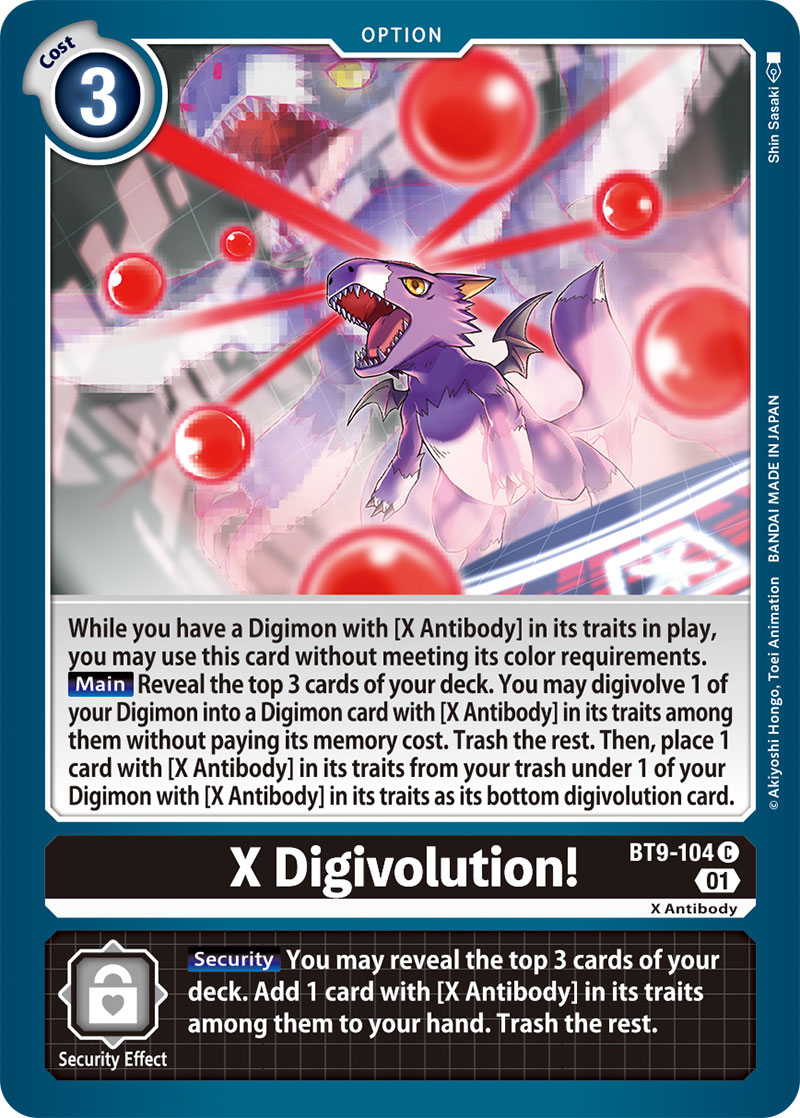 OPTION
Cost
3
Shin Sasaki
While you have a Digimon with [X Antibody] in its traits in play,
you may use this card without meeting its color requirements.
Main Reveal the top 3 cards of your deck. You may digivolve 1 of
your Digimon into a Digimon card with [X Antibody] in its traits among
them without paying its memory cost. Trash the rest. Then, place 1
card with [X Antibody] in its traits from your trash under 1 of your
Digimon with [X Antibody] in its traits as its bottom digivolution card.
© Akiyoshi Hongo, Toei Animation BANDAI MADE IN JAPAN
X Digivolution!
BT9-104 C
01
X Antibody
Security You may reveal the top 3 cards of your
deck. Add 1 card with [X Antibody] in its traits
among them to your hand. Trash the rest.
Security Effect